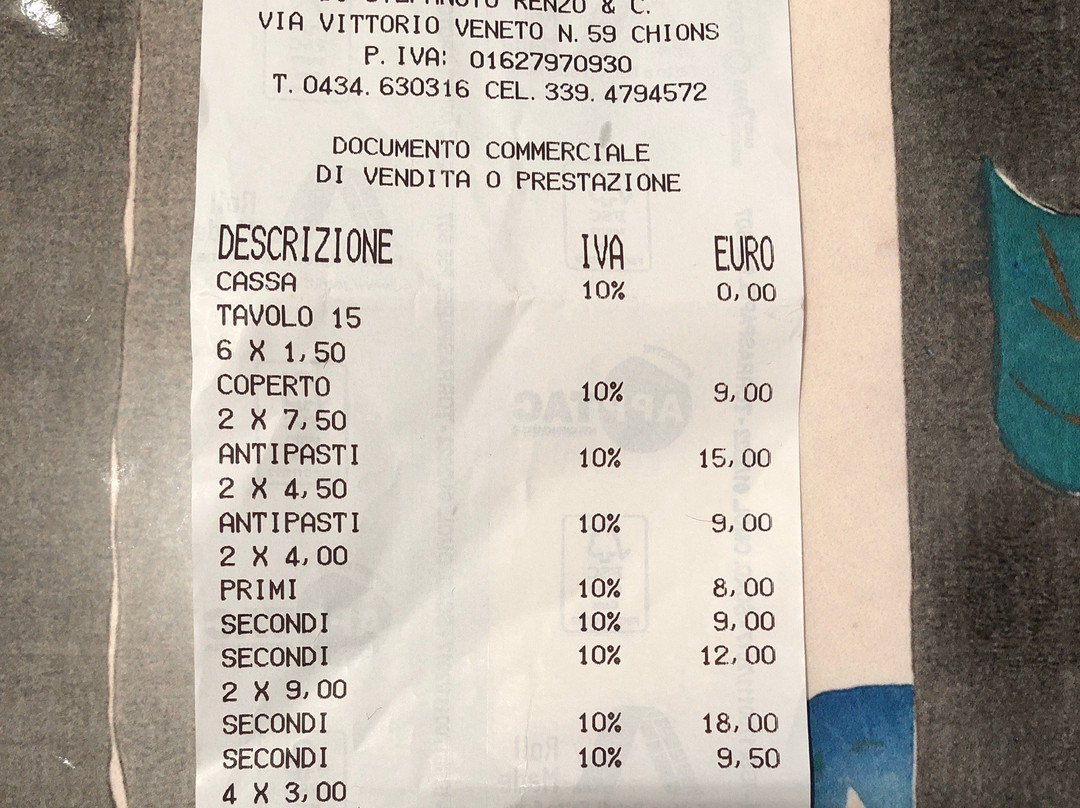 RENZO & C.
VIA VITTORIO VENETO N. 59 CHIONS
P. IVA: 01627970930
T. 0434. 630316 CEL. 339. 4794572
DOCUMENTO COMMERCIALE
DI VENDITA O PRESTAZIONE
DESCRIZIONE IVA EURO
CASSA 10% 0,00
TAVOLO 15
6 X 1,50
COPERTO 10% 9,00
2 X 7,50
ANTIPASTI 10% 15,00
2 X 4,50
ANTIPASTI 10% 9,00
2 X 4,00
PRIMI 10% 8,00
SECONDI 10% 9,00
SECONDI 10% 12,00
2 X 9,00
SECONDI 10% 18,00
SECONDI 10% 9,50
4 X 3,00